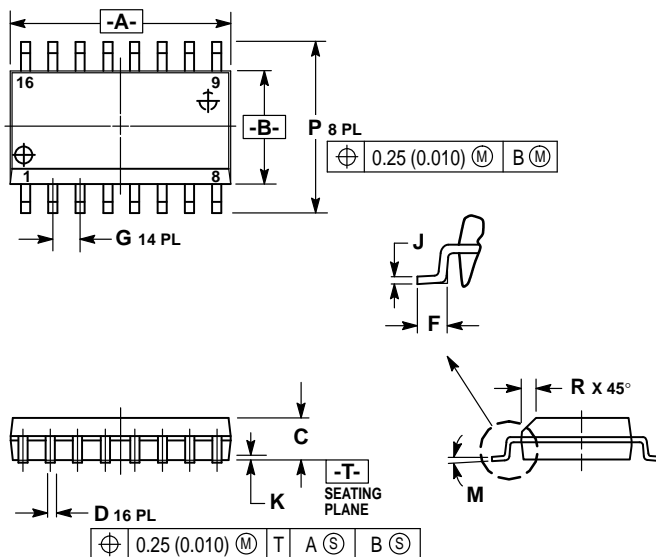 -A-
16 9
-B-
P 8 PL
⌖ 0.25 (0.010) Ⓜ B Ⓜ
1 8
G 14 PL
J
F
R X 45°
C
-T-
SEATING
PLANE
K
M
D 16 PL
⌖ 0.25 (0.010) Ⓜ T A Ⓢ B Ⓢ